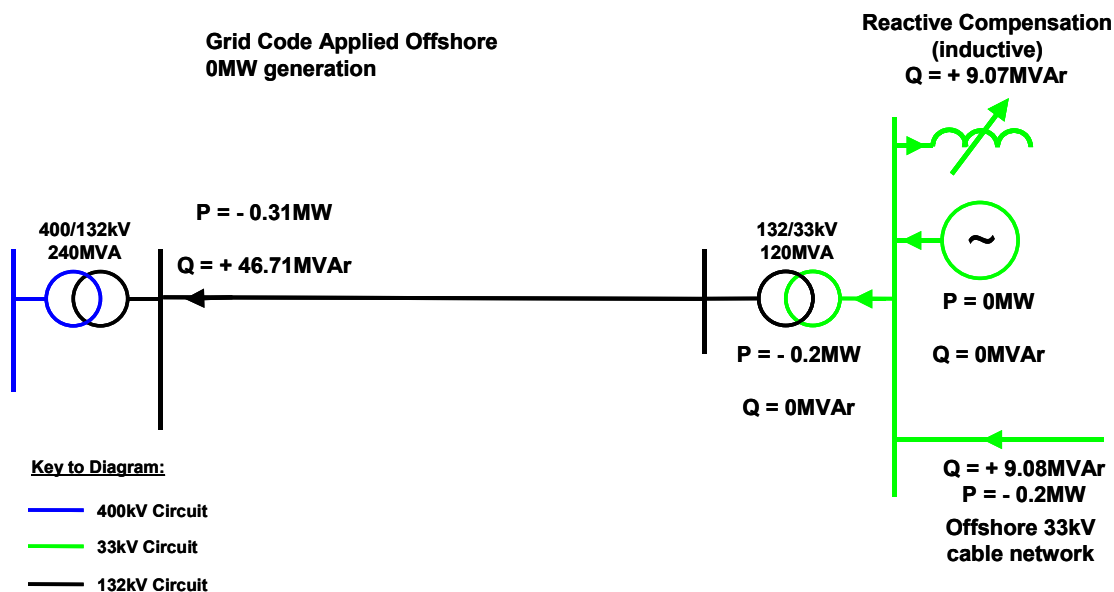 Grid Code Applied Offshore
0MW generation
Reactive Compensation
(inductive)
Q = + 9.07MVAr
400/132kV
240MVA
P = - 0.31MW
Q = + 46.71MVAr
132/33kV
120MVA
P = - 0.2MW
Q = 0MVAr
~
P = 0MW
Q = 0MVAr
Q = + 9.08MVAr
P = - 0.2MW
Offshore 33kV
cable network
Key to Diagram:
400kV Circuit
33kV Circuit
132kV Circuit